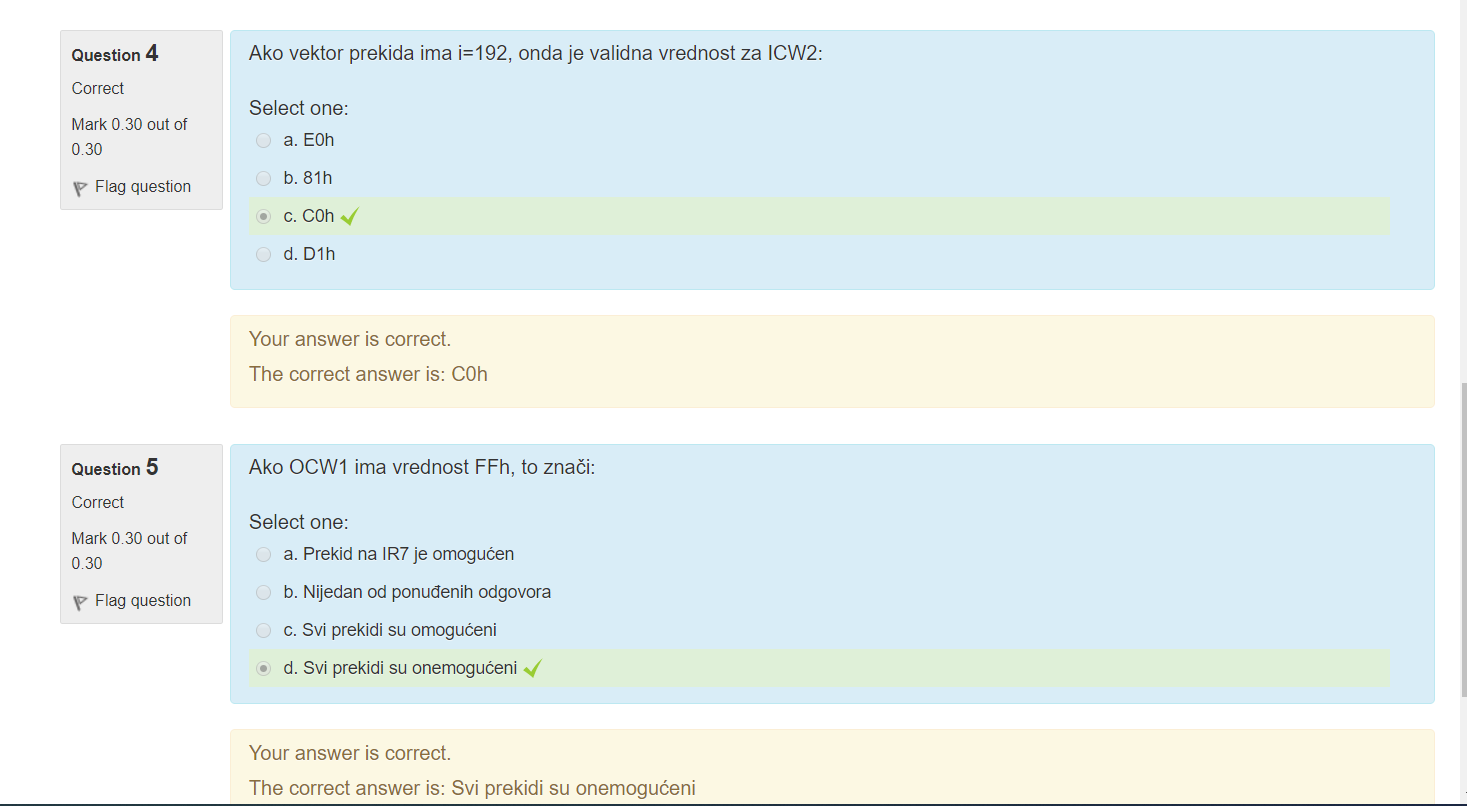 Question 4
Correct
Mark 0.30 out of
0.30
Flag question
Ako vektor prekida ima i=192, onda je validna vrednost za ICW2:
Select one:
a. E0h
b. 81h
c. C0h
d. D1h
Your answer is correct.
The correct answer is: C0h
Question 5
Correct
Mark 0.30 out of
0.30
Flag question
Ako OCW1 ima vrednost FFh, to znači:
Select one:
a. Prekid na IR7 je omogućen
b. Nijedan od ponuđenih odgovora
c. Svi prekidi su omogućeni
d. Svi prekidi su onemogućeni
Your answer is correct.
The correct answer is: Svi prekidi su onemogućeni